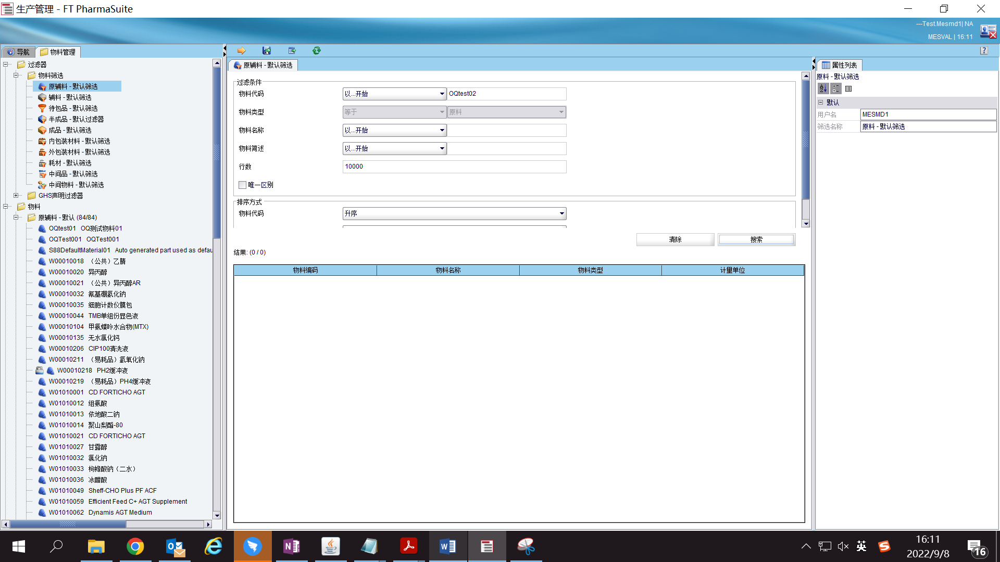 生产管理 - FT PharmaSuite
---Test.Mesmd1| NA
MESVAL | 16:11
导航
物料管理
过滤器
物料筛选
原辅料 - 默认筛选
辅料 - 默认筛选
待包品 - 默认筛选
半成品 - 默认过滤器
成品 - 默认筛选
内包装材料 - 默认筛选
外包装材料 - 默认筛选
耗材 - 默认筛选
中间品 - 默认筛选
中间物料 - 默认筛选
GHS声明过滤器
物料
原辅料 - 默认 (84/84)
OQtest01 OQ测试物料01
OQTest001 OQTest001
S88DefaultMaterial01 Auto generated part used as defau
W00010018 （公共）乙腈
W00010020 异丙醇
W00010021 （公共）异丙醇AR
W00010032 氰基硼氢化钠
W00010035 细胞计数仪膜包
W00010044 TMB单组份显色液
W00010104 甲氨蝶呤水合物(MTX)
W00010135 无水氯化钙
W00010206 CIP100清洗液
W00010211 （易耗品）氢氧化钠
W00010218 PH2缓冲液
W00010219 （易耗品）PH4缓冲液
W01010001 CD FORTICHO AGT
W01010012 组氨酸
W01010013 依地酸二钠
W01010014 聚山梨酯-80
W01010021 CD FORTICHO AGT
W01010027 甘露醇
W01010032 氯化钠
W01010033 枸橼酸钠（二水）
W01010036 冰醋酸
W01010049 Sheff-CHO Plus PF ACF
W01010059 Efficient Feed C+ AGT Supplement
W01010062 Dynamis AGT Medium
原辅料 - 默认筛选
过滤条件
物料代码 以...开始 OQtest02
物料类型 等于 原料
物料名称 以...开始
物料简述 以...开始
行数 10000
唯一区别
排序方式
物料代码 升序
清除 搜索
结果: (0 / 0)
物料编码 物料名称 物料类型 计量单位
?
属性列表
原料 - 默认筛选
默认
用户名 MESMD1
筛选名称 原料 - 默认筛选
英
16:11
2022/9/8
16